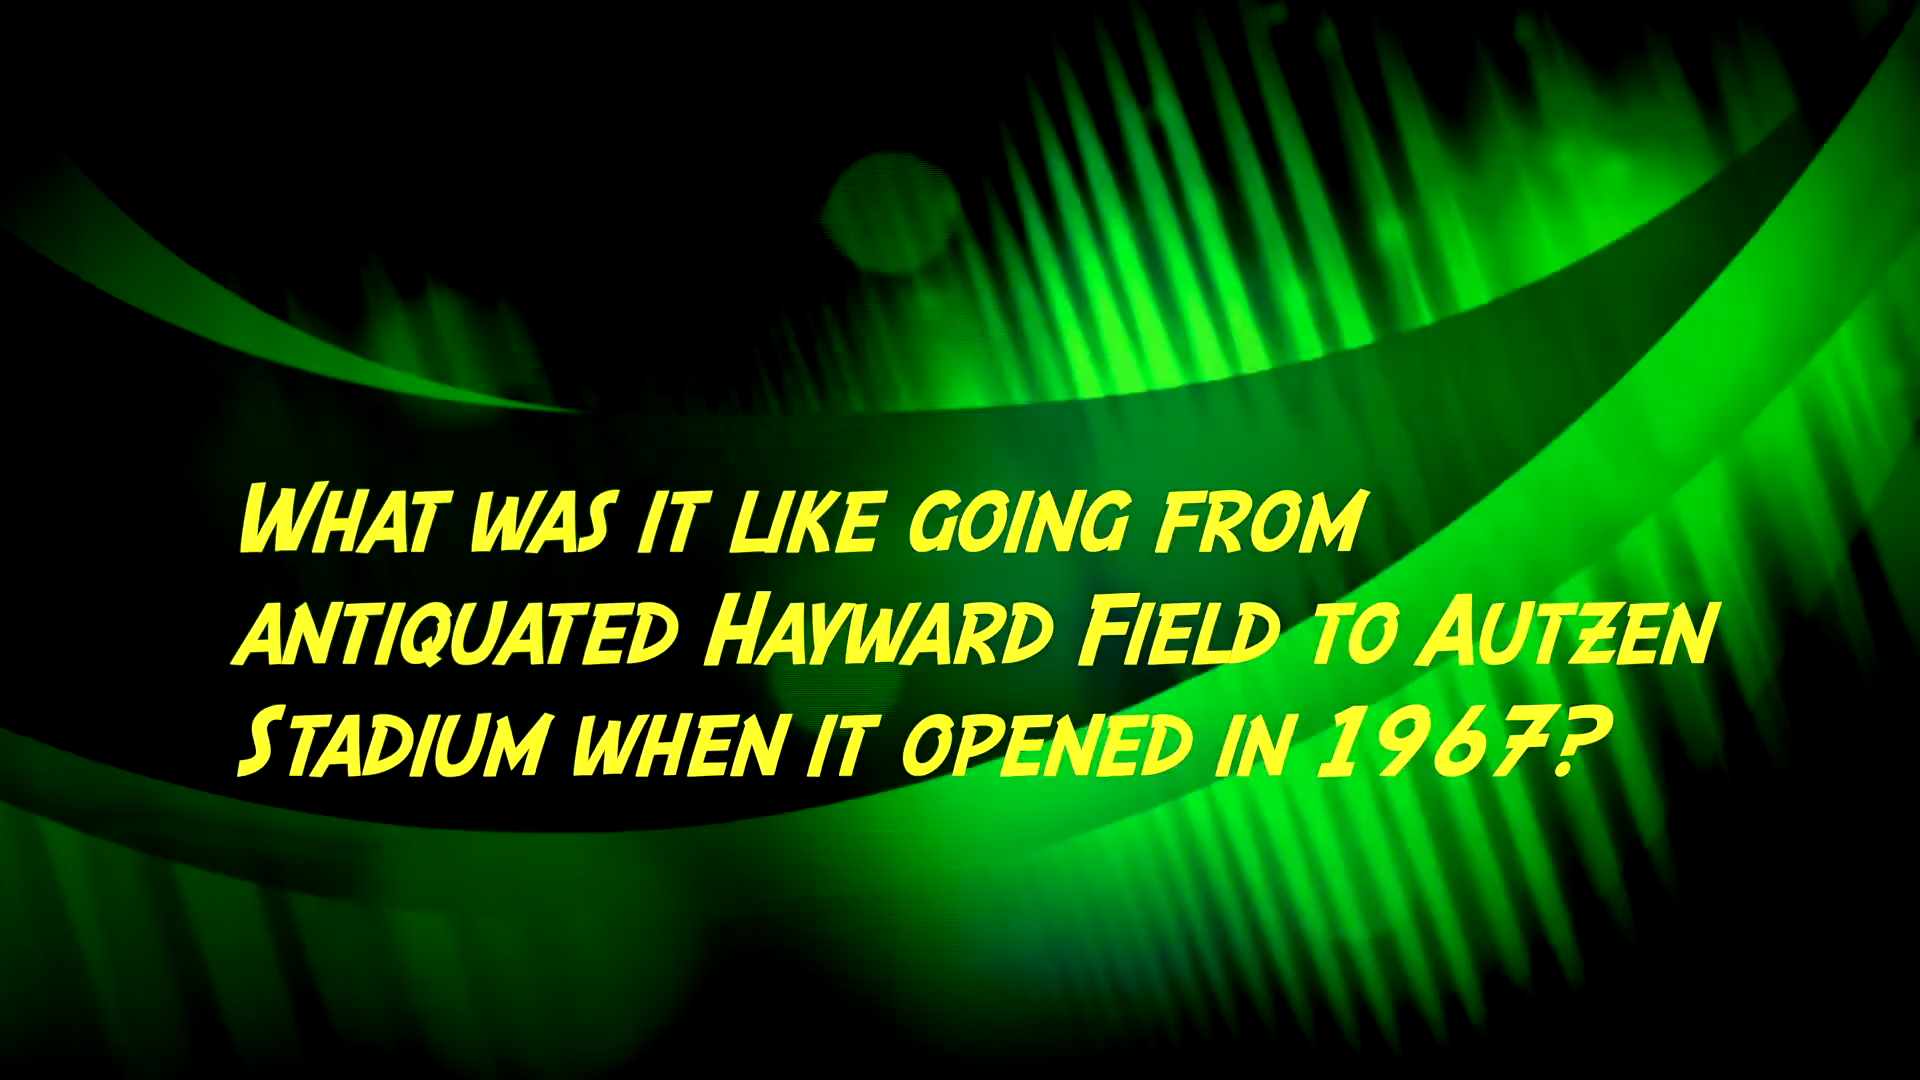 What was it like going from
antiquated Hayward Field to Autzen
Stadium when it opened in 1967?